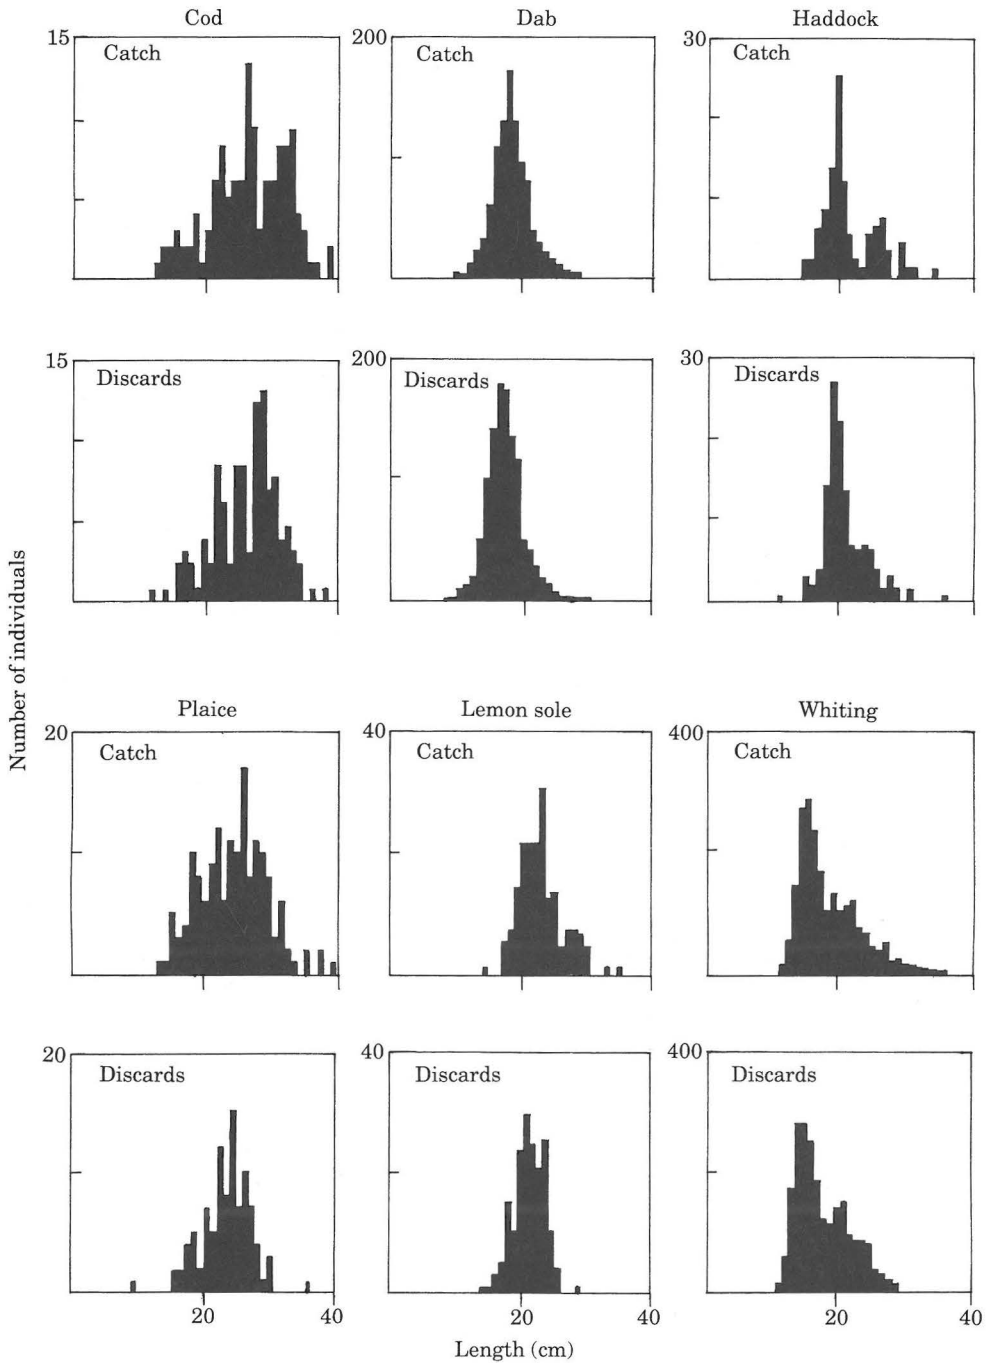 Cod
Dab
Haddock
15
Catch
200
Catch
30
Catch
15
Discards
200
Discards
30
Discards
Number of individuals
Plaice
Lemon sole
Whiting
20
Catch
40
Catch
400
Catch
20
Discards
40
Discards
400
Discards
20
40
20
40
20
40
Length (cm)